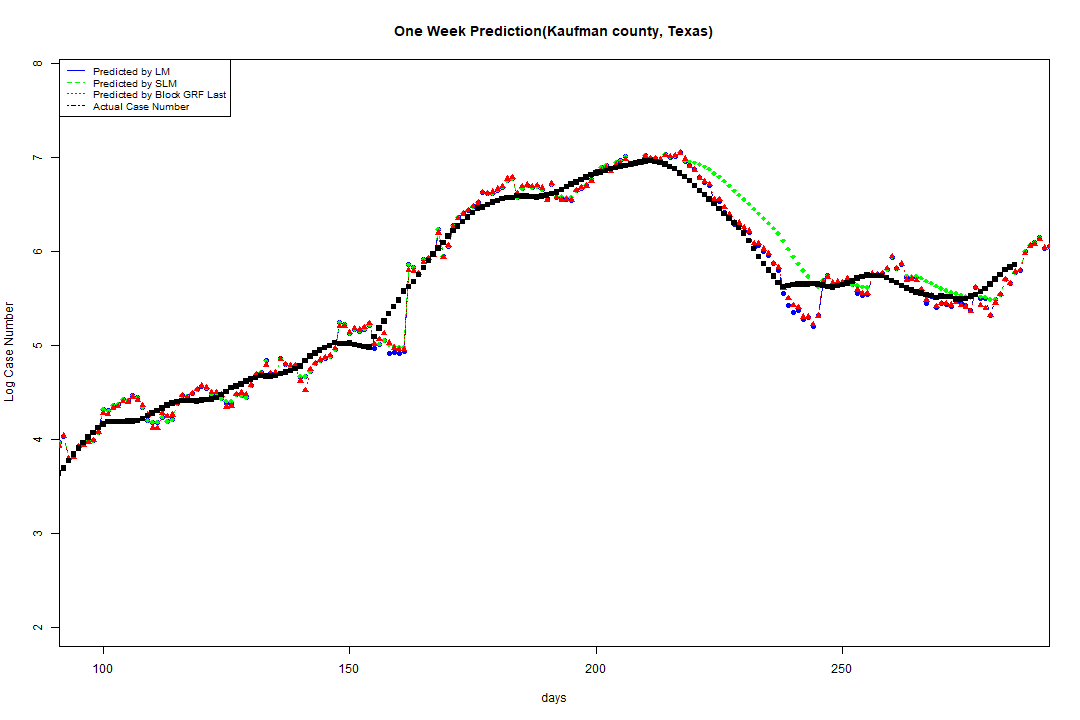 One Week Prediction(Kaufman county, Texas)
Predicted by LM
Predicted by SLM
Predicted by Block GRF Last
Actual Case Number
8
7
6
5
4
3
2
Log Case Number
100
150
200
250
days